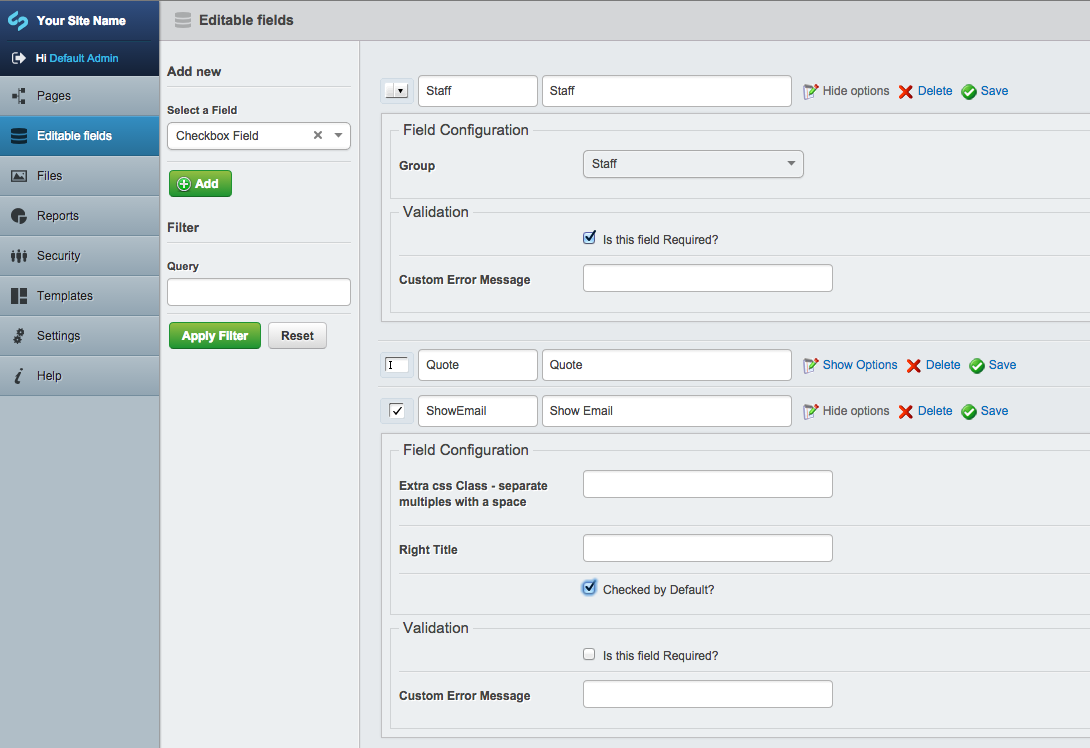 Your Site Name
Hi Default Admin
Pages
Editable fields
Files
Reports
Security
Templates
Settings
Help
Editable fields
Add new
Select a Field
Checkbox Field
Add
Filter
Query
Apply Filter Reset
Staff Staff Hide options Delete Save
Field Configuration
Group Staff
Validation
Is this field Required?
Custom Error Message
Quote Quote Show Options Delete Save
ShowEmail Show Email Hide options Delete Save
Field Configuration
Extra css Class - separate
multiples with a space
Right Title
Checked by Default?
Validation
Is this field Required?
Custom Error Message